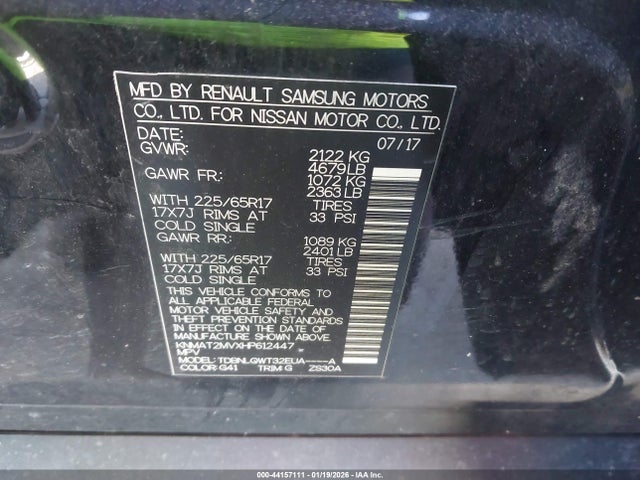 MFD BY RENAULT SAMSUNG MOTORS
CO., LTD. FOR NISSAN MOTOR CO., LTD.
DATE: 07/17
GVWR: 2122 KG
4679 LB
GAWR FR: 1072 KG
2363 LB
WITH 225/65R17 TIRES
17X7J RIMS AT 33 PSI
COLD SINGLE
GAWR RR: 1089 KG
2401 LB
WITH 225/65R17 TIRES
17X7J RIMS AT 33 PSI
COLD SINGLE
THIS VEHICLE CONFORMS TO
ALL APPLICABLE FEDERAL
MOTOR VEHICLE SAFETY AND
THEFT PREVENTION STANDARDS
IN EFFECT ON THE DATE OF
MANUFACTURE SHOWN ABOVE.
KNMAT2MVXHP612447 *
MPV
MODEL: TDBNLGWT32EUA----A
COLOR G41 TRIM G ZS30A
000-44157111 - 01/19/2026 - IAA Inc.